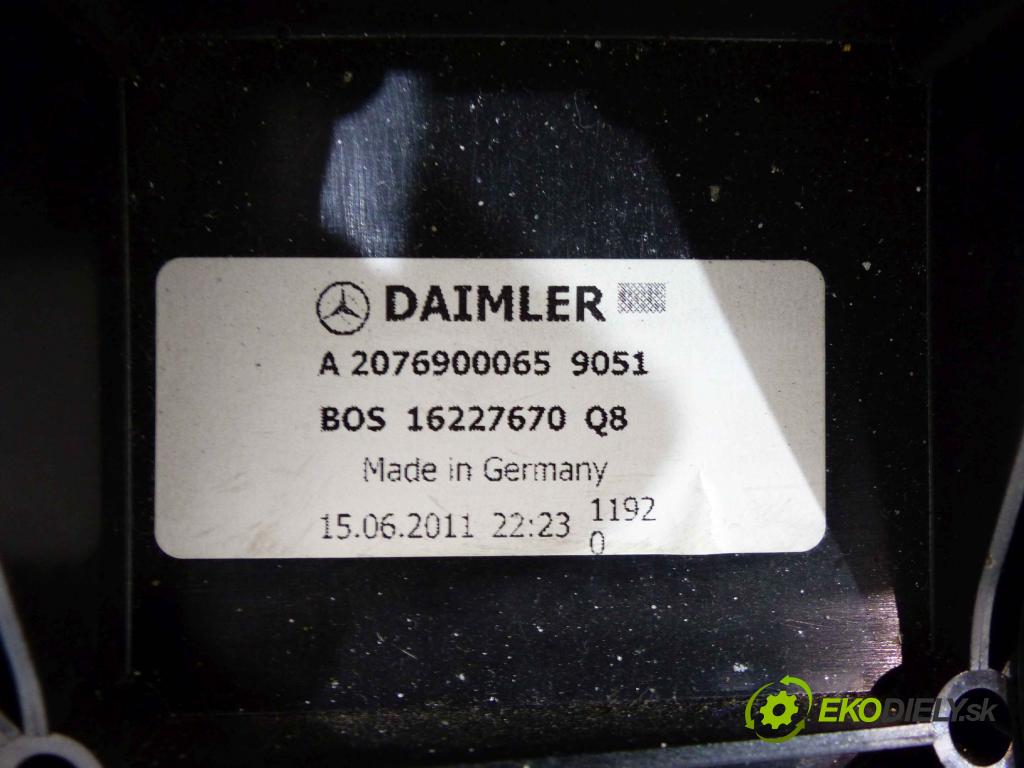 DAIMLER
A 2076900065 9051
BOS 16227670 Q8
Made in Germany
15.06.2011 22:23 1192
0
EKODIELY.sk